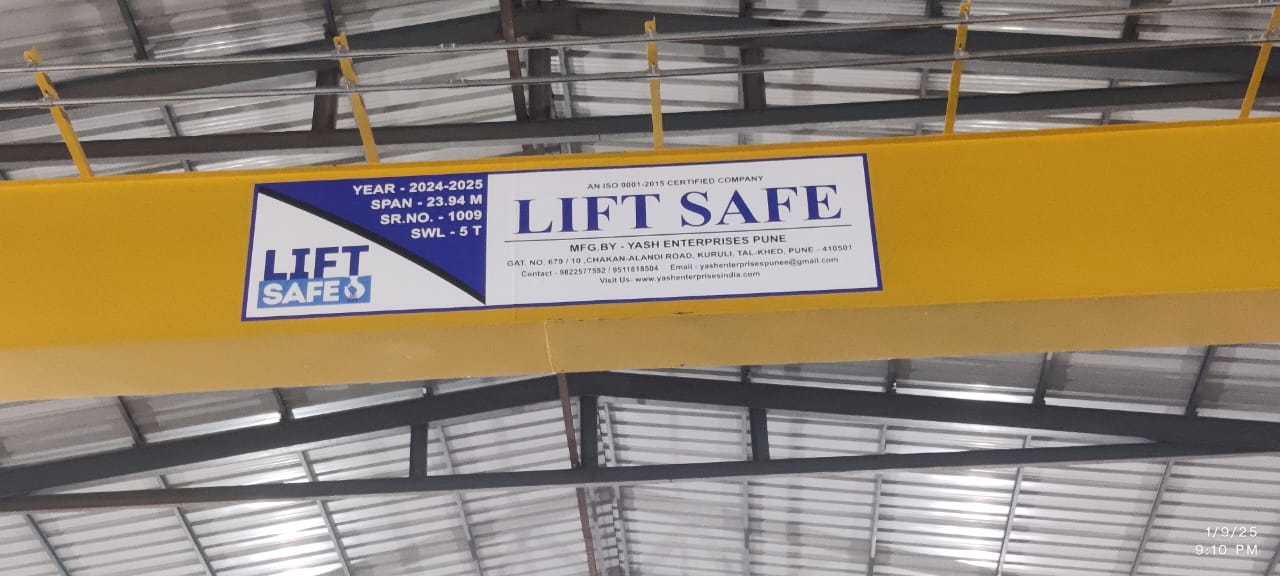 YEAR - 2024-2025
SPAN - 23.94 M
SR.NO. - 1009
SWL - 5 T
LIFT
SAFE
AN ISO 9001-2015 CERTIFIED COMPANY
LIFT SAFE
MFG.BY - YASH ENTERPRISES PUNE
GAT. NO. 679 / 10 ,CHAKAN-ALANDI ROAD, KURULI, TAL-KHED, PUNE - 410501
Contact - 9822577592 / 9511818504 Email - yashenterprisespunee@gmail.com
Visit Us- www.yashenterprisesindia.com
1/9/25
9:10 PM